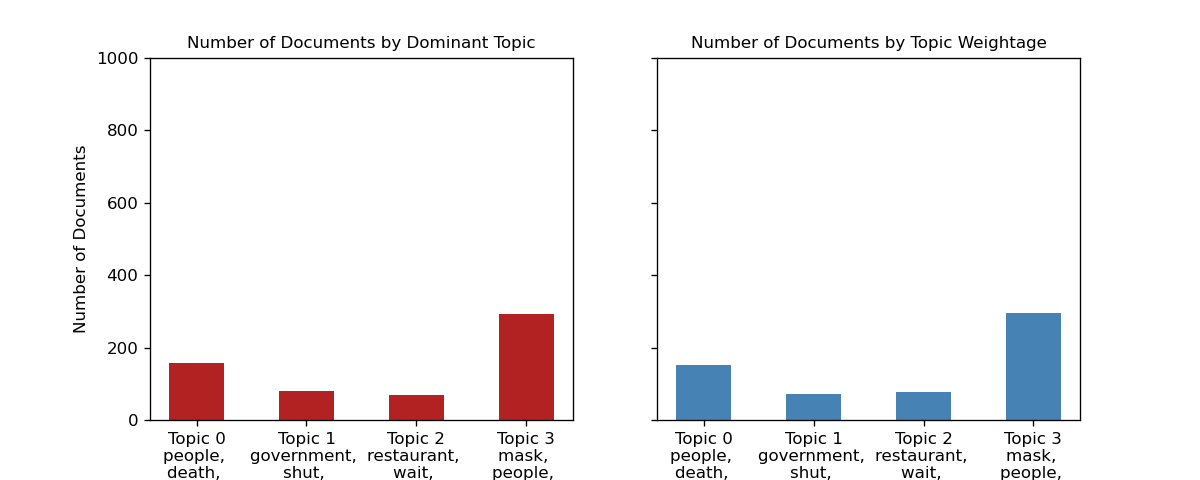 Number of Documents by Dominant Topic
Number of Documents
1000
800
600
400
200
0
Topic 0
people,
death,
Topic 1
government,
shut,
Topic 2
restaurant,
wait,
Topic 3
mask,
people,
Number of Documents by Topic Weightage
Topic 0
people,
death,
Topic 1
government,
shut,
Topic 2
restaurant,
wait,
Topic 3
mask,
people,